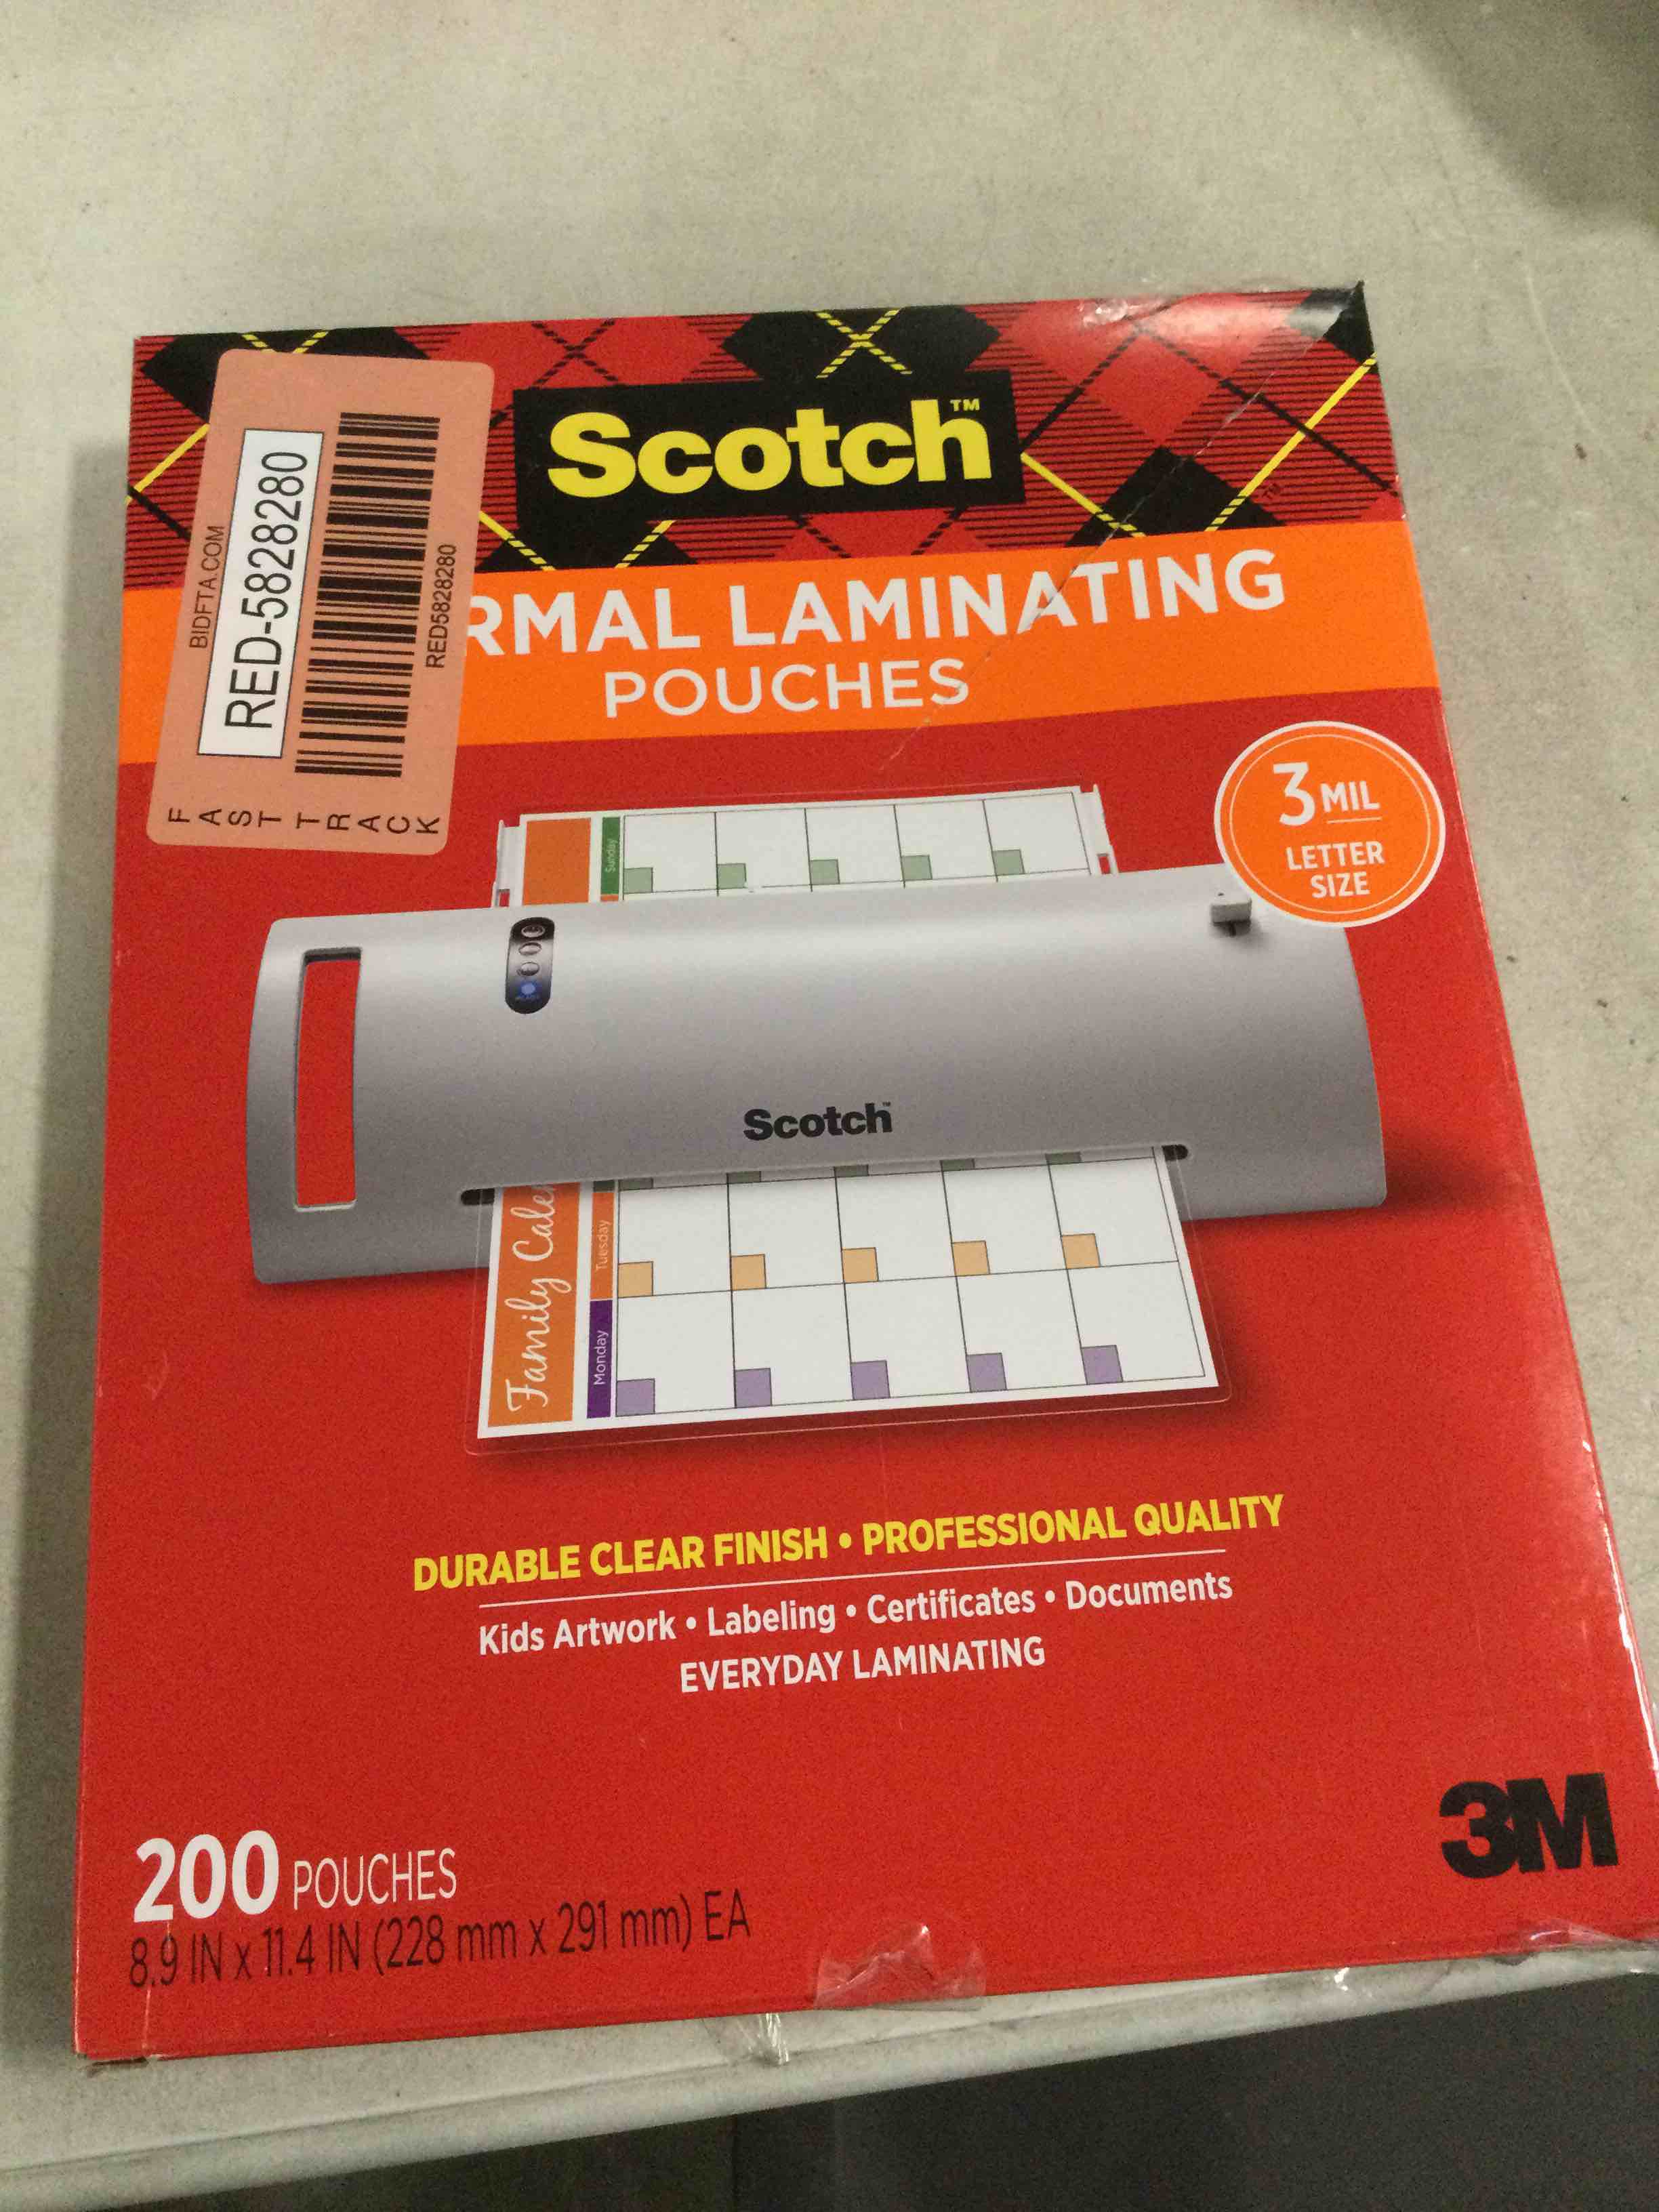 Scotch™
BIDFTA.COM
RED-5828280
RED5828280
FAST TRACK
RMAL LAMINATING
POUCHES
3 MIL
LETTER
SIZE
Sunday
Scotch™
Family Cale
Tuesday
Monday
DURABLE CLEAR FINISH • PROFESSIONAL QUALITY
Kids Artwork • Labeling • Certificates • Documents
EVERYDAY LAMINATING
200 POUCHES
8.9 IN x 11.4 IN (228 mm x 291 mm) EA
3M